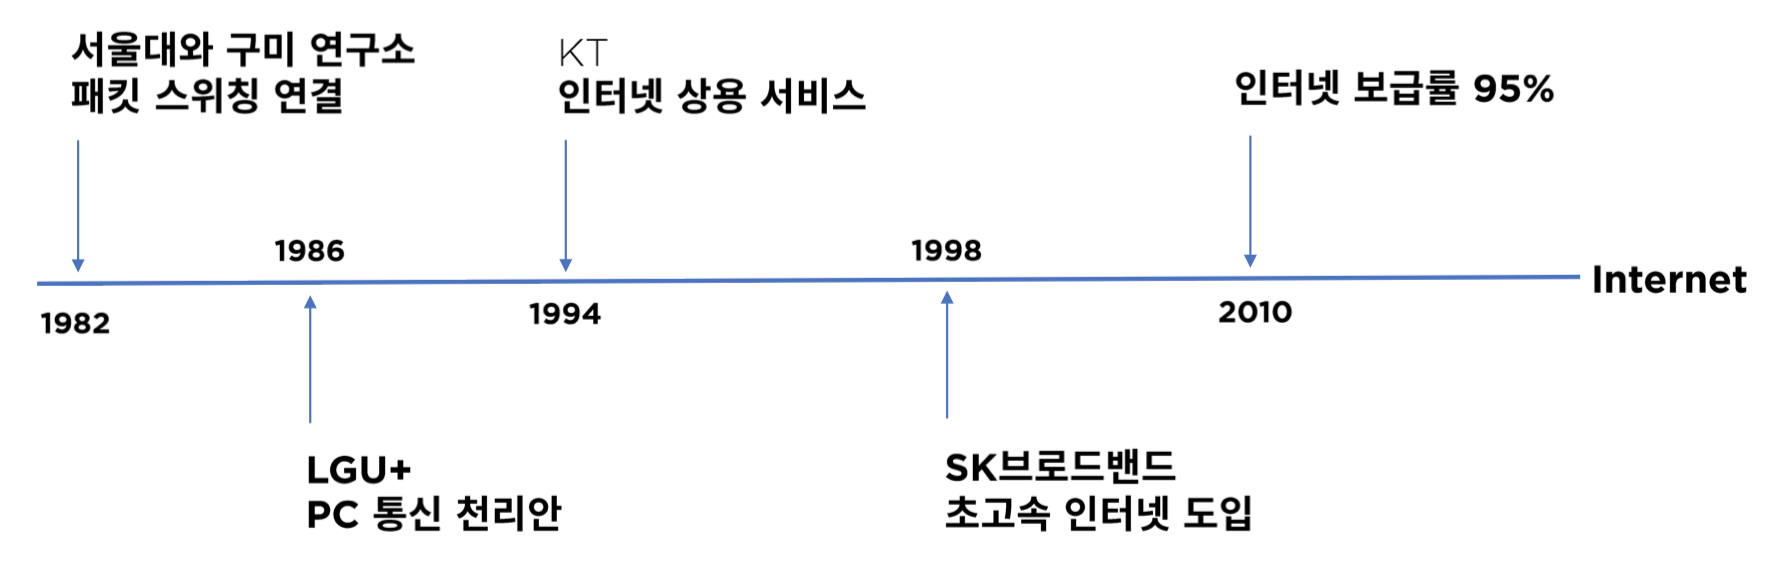 서울대와 구미 연구소
패킷 스위칭 연결
KT
인터넷 상용 서비스
인터넷 보급률 95%
1986
1998
Internet
1982
1994
2010
LGU+
PC 통신 천리안
SK브로드밴드
초고속 인터넷 도입